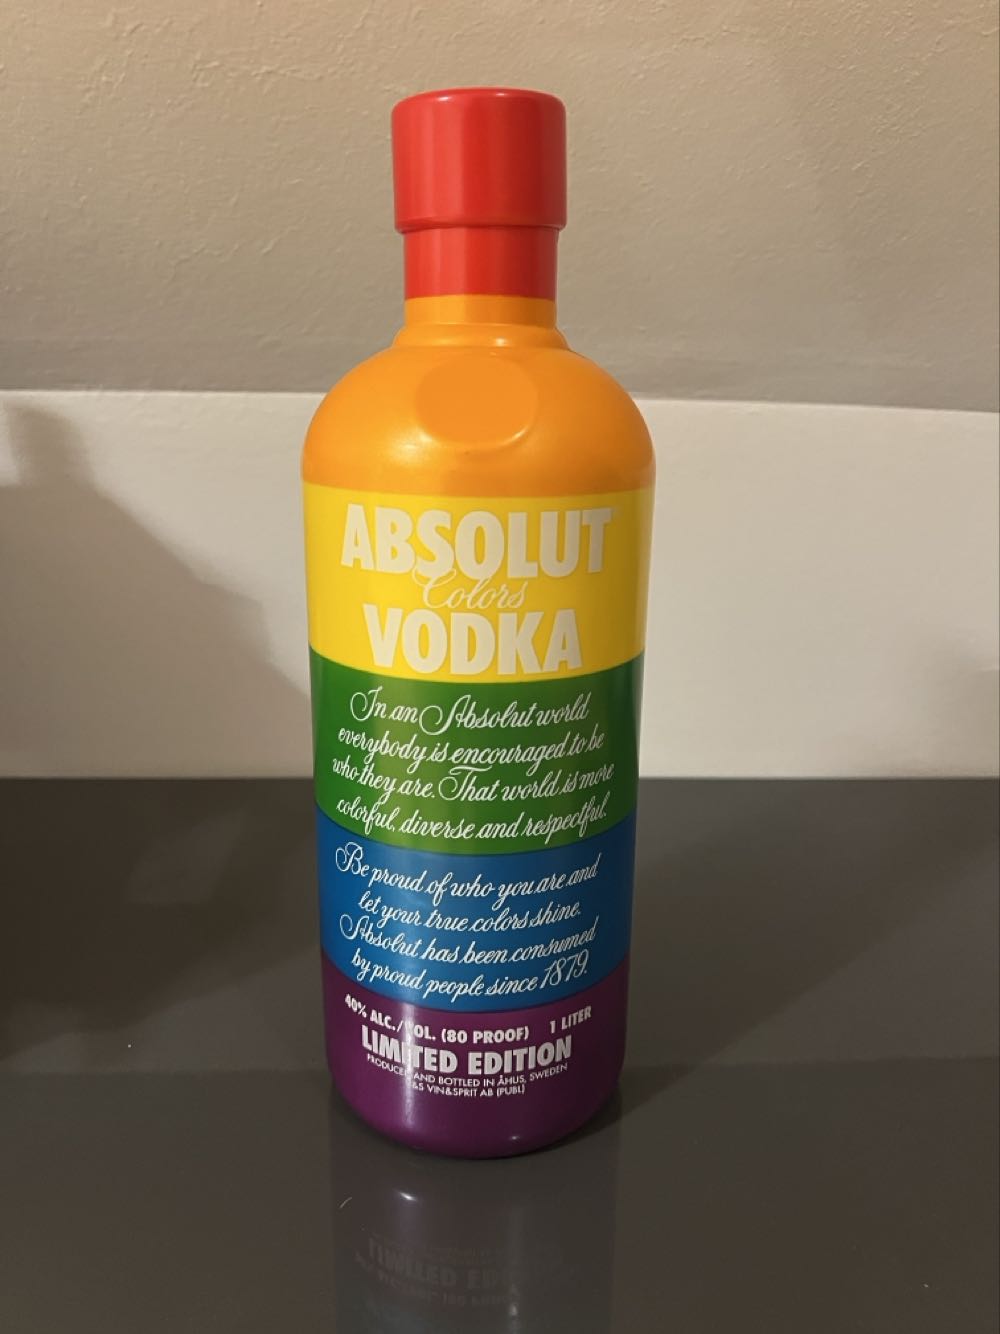 ABSOLUT
Colors
VODKA
In an Absolut world
everybody is encouraged to be
who they are. That world is more
colorful, diverse and respectful.
Be proud of who you are and
let your true colors shine.
Absolut has been consumed
by proud people since 1879.
40% ALC./VOL. (80 PROOF) 1 LITER
LIMITED EDITION
PRODUCED AND BOTTLED IN ÅHUS, SWEDEN
V&S VIN&SPRIT AB (PUBL)